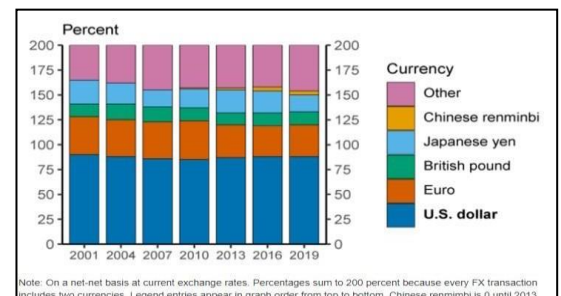 Percent
200 200
175 175
150 150
125 125
100 100
75 75
50 50
25 25
0 0
2001 2004 2007 2010 2013 2016 2019
Currency
Other
Chinese renminbi
Japanese yen
British pound
Euro
U.S. dollar
Note: On a net-net basis at current exchange rates. Percentages sum to 200 percent because every FX transaction
includes two currencies. Legend entries appear in graph order from top to bottom. Chinese renminbi is 0 until 2013.